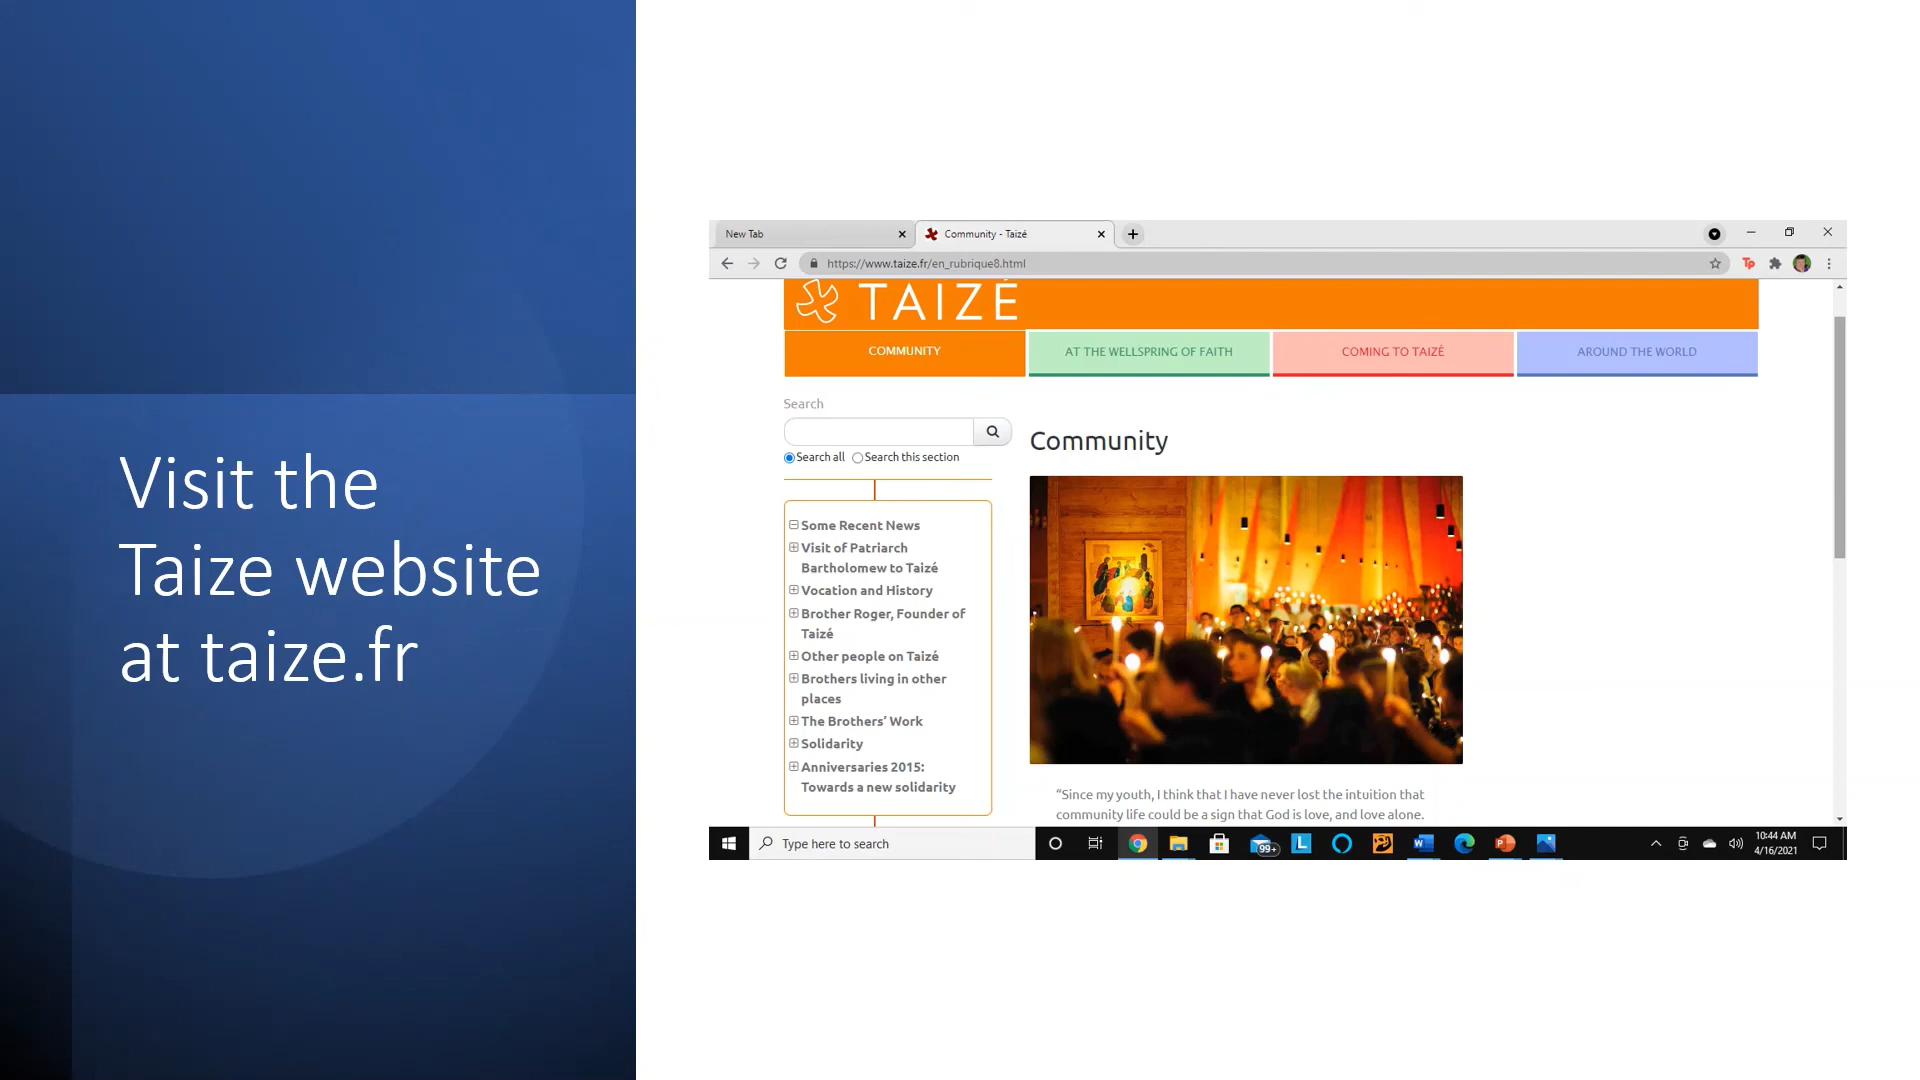 Visit the
Taize website
at taize.fr
New Tab
Community - Taizé
https://www.taize.fr/en_rubrique8.html
Tp
TAIZÉ
COMMUNITY
AT THE WELLSPRING OF FAITH
COMING TO TAIZÉ
AROUND THE WORLD
Search
Search all
Search this section
Some Recent News
Visit of Patriarch
Bartholomew to Taizé
Vocation and History
Brother Roger, Founder of
Taizé
Other people on Taizé
Brothers living in other
places
The Brothers’ Work
Solidarity
Anniversaries 2015:
Towards a new solidarity
Community
“Since my youth, I think that I have never lost the intuition that
community life could be a sign that God is love, and love alone.
Type here to search
99+
L
W
P
10:44 AM
4/16/2021